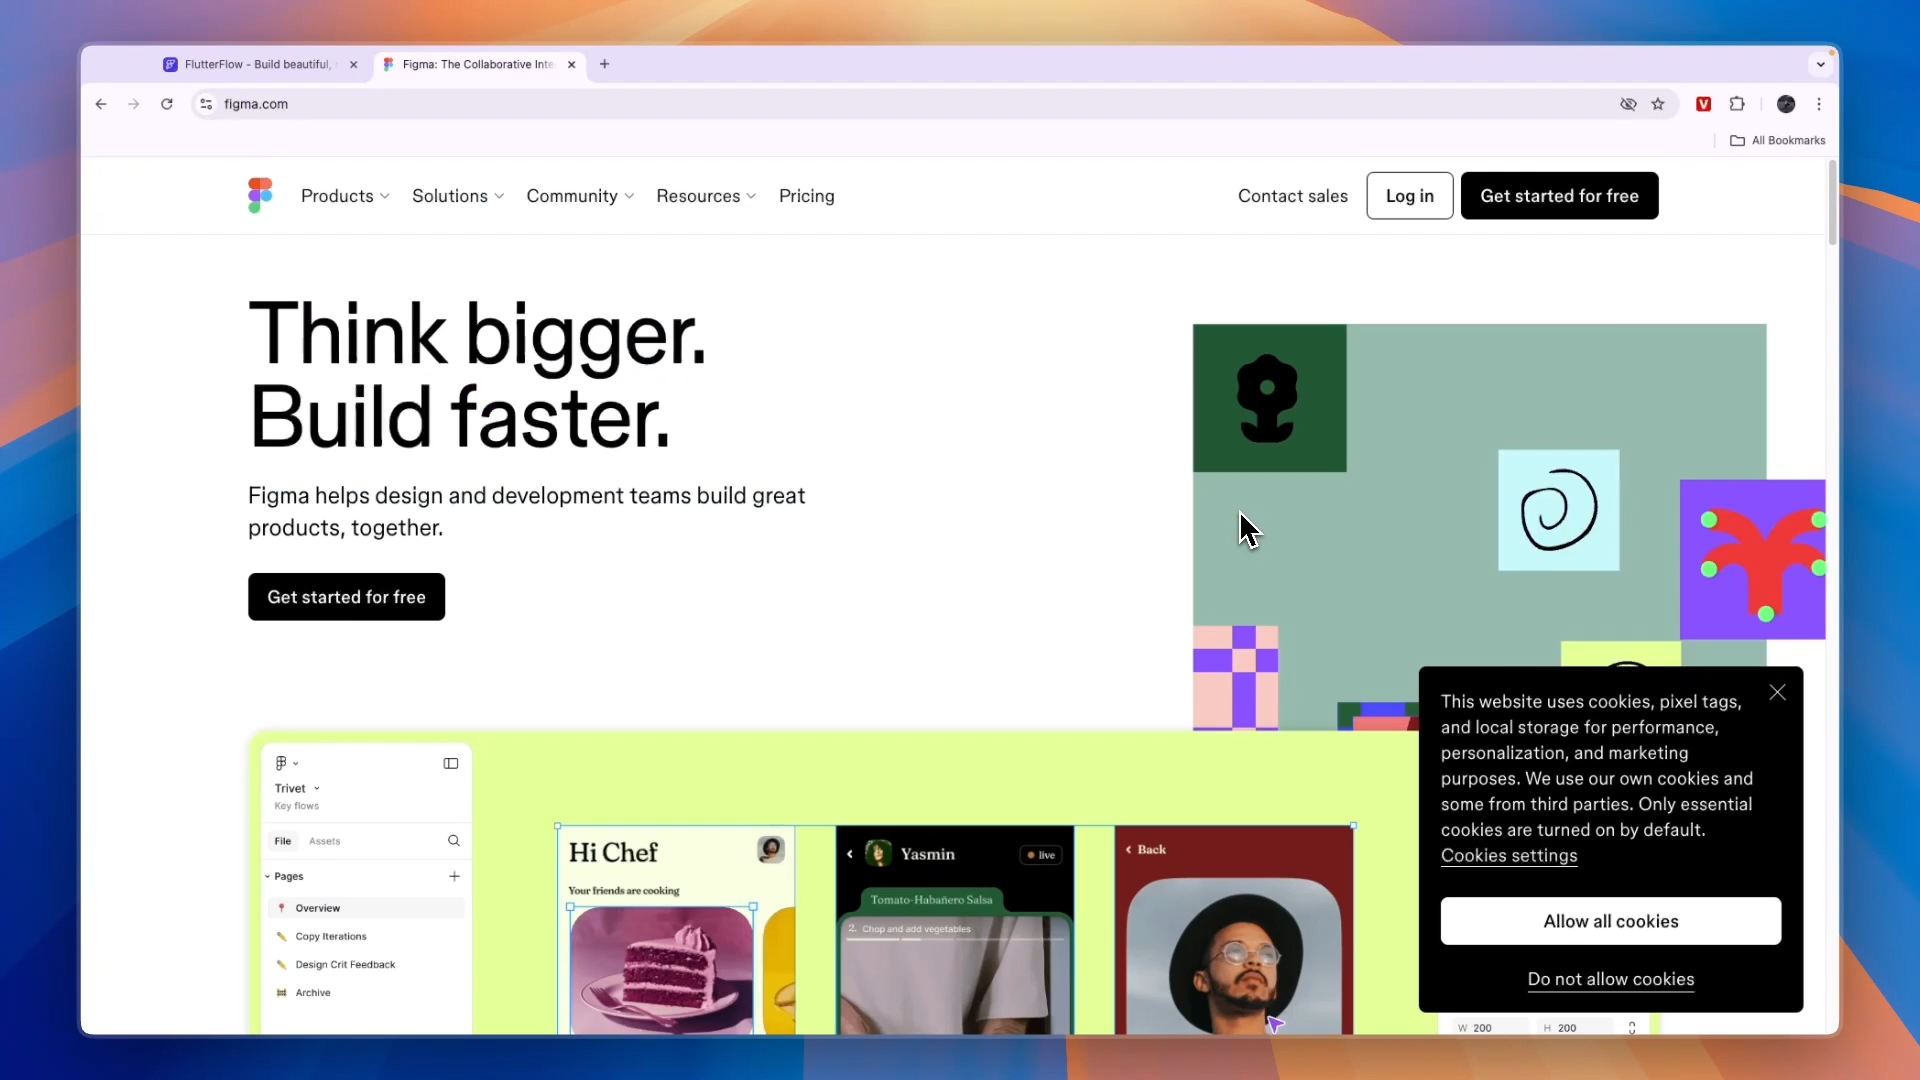 FlutterFlow - Build beautiful,
Figma: The Collaborative Inte
figma.com
All Bookmarks
Products
Solutions
Community
Resources
Pricing
Contact sales
Log in
Get started for free
Think bigger.
Build faster.
Figma helps design and development teams build great
products, together.
Get started for free
Trivet
Key flows
File
Assets
Pages
Overview
Copy Iterations
Design Crit Feedback
Archive
Hi Chef
Your friends are cooking
Yasmin
live
Tomato-Habañero Salsa
2. Chop and add vegetables
Back
This website uses cookies, pixel tags,
and local storage for performance,
personalization, and marketing
purposes. We use our own cookies and
some from third parties. Only essential
cookies are turned on by default.
Cookies settings
Allow all cookies
Do not allow cookies
W 200
H 200